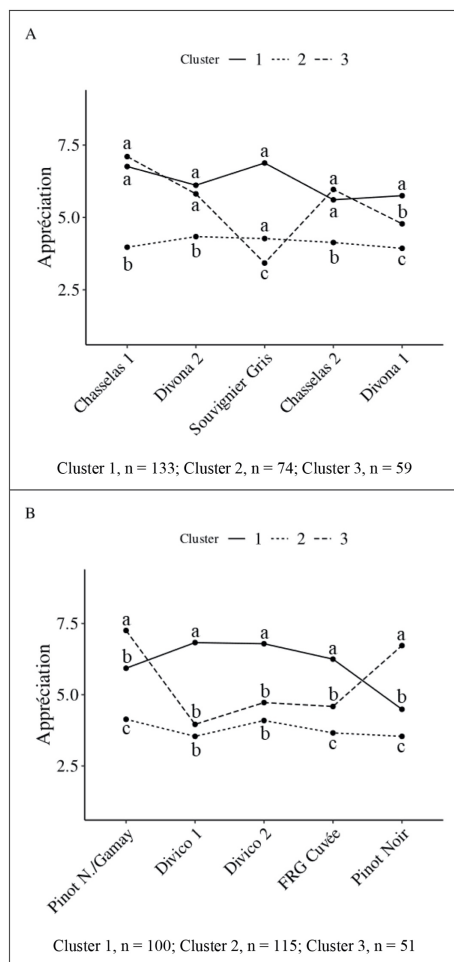 A
Cluster 1 2 3
Appréciation
7.5
5.0
2.5
a a a a a
a a a a b
b b c b c
Chasselas 1
Divona 2
Souvignier Gris
Chasselas 2
Divona 1
Cluster 1, n = 133; Cluster 2, n = 74; Cluster 3, n = 59
B
Cluster 1 2 3
Appréciation
7.5
5.0
2.5
a a a a a
b b b b b
c b b c c
Pinot N./Gamay
Divico 1
Divico 2
FRG Cuvée
Pinot Noir
Cluster 1, n = 100; Cluster 2, n = 115; Cluster 3, n = 51